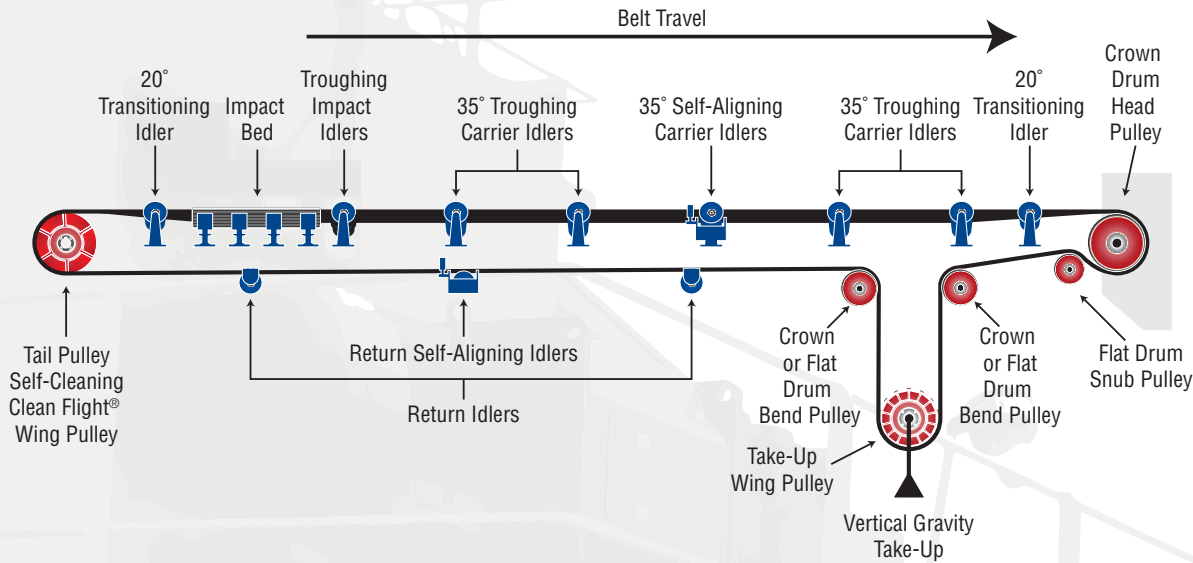 Belt Travel
20°
Transitioning
Idler
Impact
Bed
Troughing
Impact
Idlers
35° Troughing
Carrier Idlers
35° Self-Aligning
Carrier Idlers
35° Troughing
Carrier Idlers
20°
Transitioning
Idler
Crown
Drum
Head
Pulley
Tail Pulley
Self-Cleaning
Clean Flight®
Wing Pulley
Return Self-Aligning Idlers
Return Idlers
Crown
or Flat
Drum
Bend Pulley
Crown
or Flat
Drum
Bend Pulley
Flat Drum
Snub Pulley
Take-Up
Wing Pulley
Vertical Gravity
Take-Up